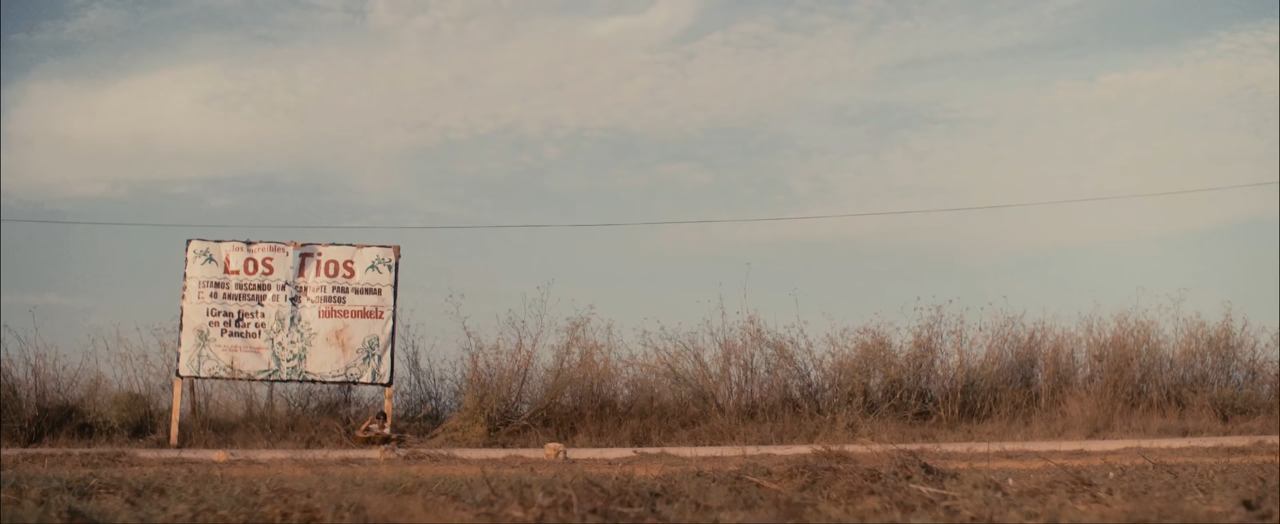 los increíbles,
Los Tios
ESTAMOS BUSCANDO UN CANTANTE PARA HONRAR
40 ANIVERSARIO DE LOS PODEROSOS
böhseonkelz
¡Gran fiesta
en el Bar de
Pancho!